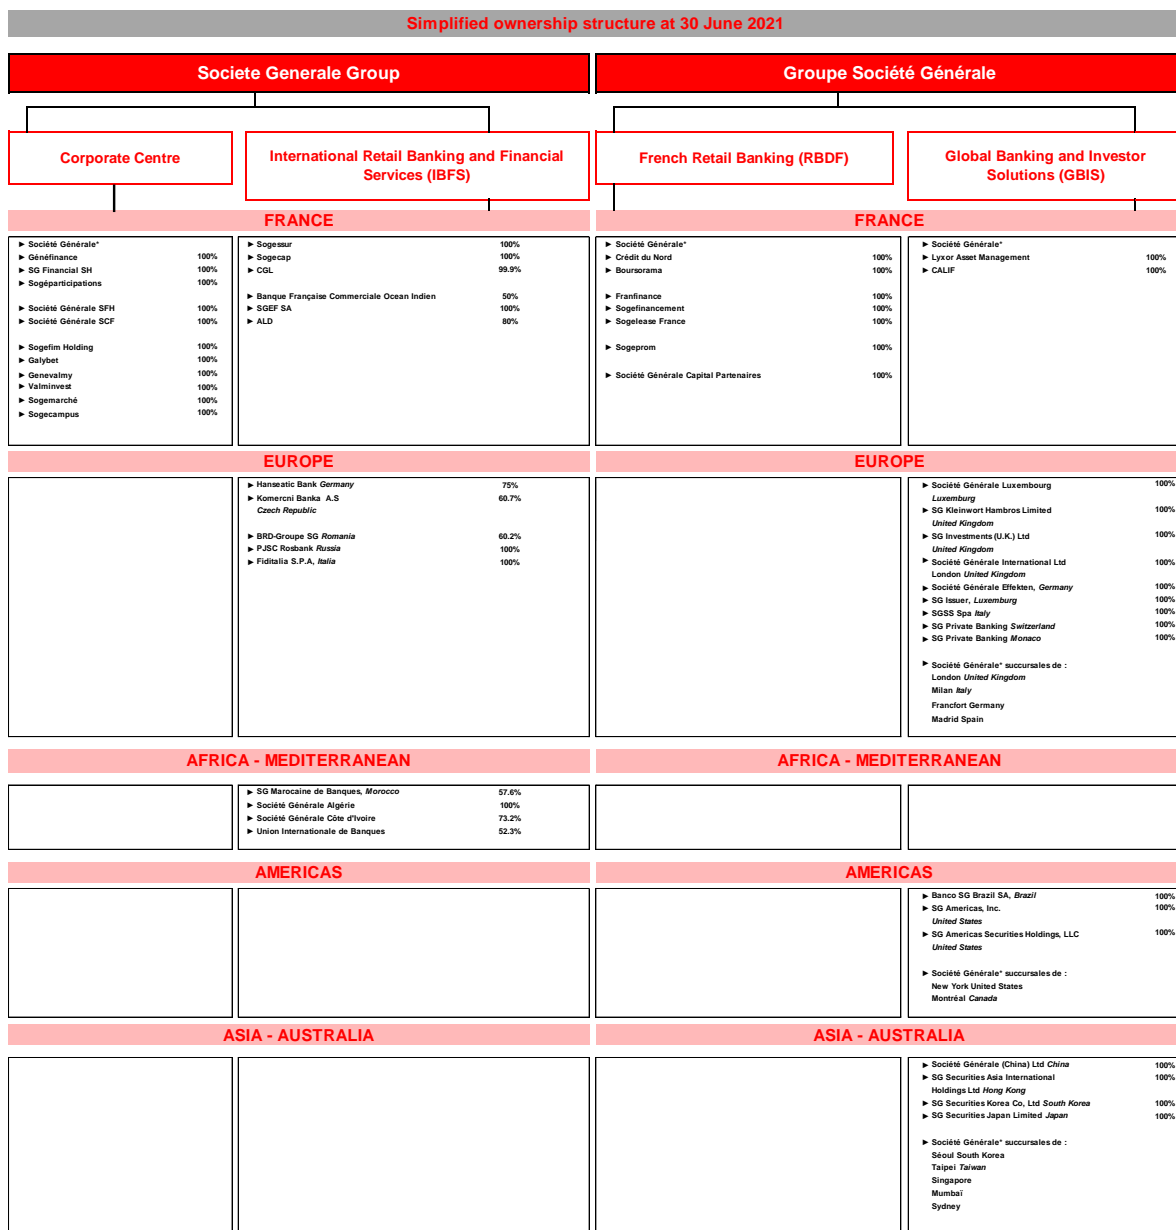 Simplified ownership structure at 30 June 2021
Societe Generale Group
Groupe Société Générale
Corporate Centre
International Retail Banking and Financial
Services (IBFS)
French Retail Banking (RBDF)
Global Banking and Investor
Solutions (GBIS)
FRANCE
FRANCE
► Société Générale*
► Généfinance 100%
► SG Financial SH 100%
► Sogéparticipations 100%
► Société Générale SFH 100%
► Société Générale SCF 100%
► Sogefim Holding 100%
► Galybet 100%
► Genevalmy 100%
► Valminvest 100%
► Sogemarché 100%
► Sogecampus 100%
► Sogessur 100%
► Sogecap 100%
► CGL 99.9%
► Banque Française Commerciale Ocean Indien 50%
► SGEF SA 100%
► ALD 80%
► Société Générale*
► Crédit du Nord 100%
► Boursorama 100%
► Franfinance 100%
► Sogefinancement 100%
► Sogelease France 100%
► Sogeprom 100%
► Société Générale Capital Partenaires 100%
► Société Générale*
► Lyxor Asset Management 100%
► CALIF 100%
EUROPE
EUROPE
► Hanseatic Bank Germany 75%
► Komercni Banka A.S 60.7%
Czech Republic
► BRD-Groupe SG Romania 60.2%
► PJSC Rosbank Russia 100%
► Fiditalia S.P.A, Italia 100%
► Société Générale Luxembourg 100%
Luxemburg
► SG Kleinwort Hambros Limited 100%
United Kingdom
► SG Investments (U.K.) Ltd 100%
United Kingdom
► Société Générale International Ltd 100%
London United Kingdom
► Société Générale Effekten, Germany 100%
► SG Issuer, Luxemburg 100%
► SGSS Spa Italy 100%
► SG Private Banking Switzerland 100%
► SG Private Banking Monaco 100%
► Société Générale* succursales de :
London United Kingdom
Milan Italy
Francfort Germany
Madrid Spain
AFRICA - MEDITERRANEAN
AFRICA - MEDITERRANEAN
► SG Marocaine de Banques, Morocco 57.6%
► Société Générale Algérie 100%
► Société Générale Côte d'Ivoire 73.2%
► Union Internationale de Banques 52.3%
AMERICAS
AMERICAS
► Banco SG Brazil SA, Brazil 100%
► SG Americas, Inc. 100%
United States
► SG Americas Securities Holdings, LLC 100%
United States
► Société Générale* succursales de :
New York United States
Montréal Canada
ASIA - AUSTRALIA
ASIA - AUSTRALIA
► Société Générale (China) Ltd China 100%
► SG Securities Asia International 100%
Holdings Ltd Hong Kong
► SG Securities Korea Co, Ltd South Korea 100%
► SG Securities Japan Limited Japan 100%
► Société Générale* succursales de :
Séoul South Korea
Taipei Taiwan
Singapore
Mumbaï
Sydney